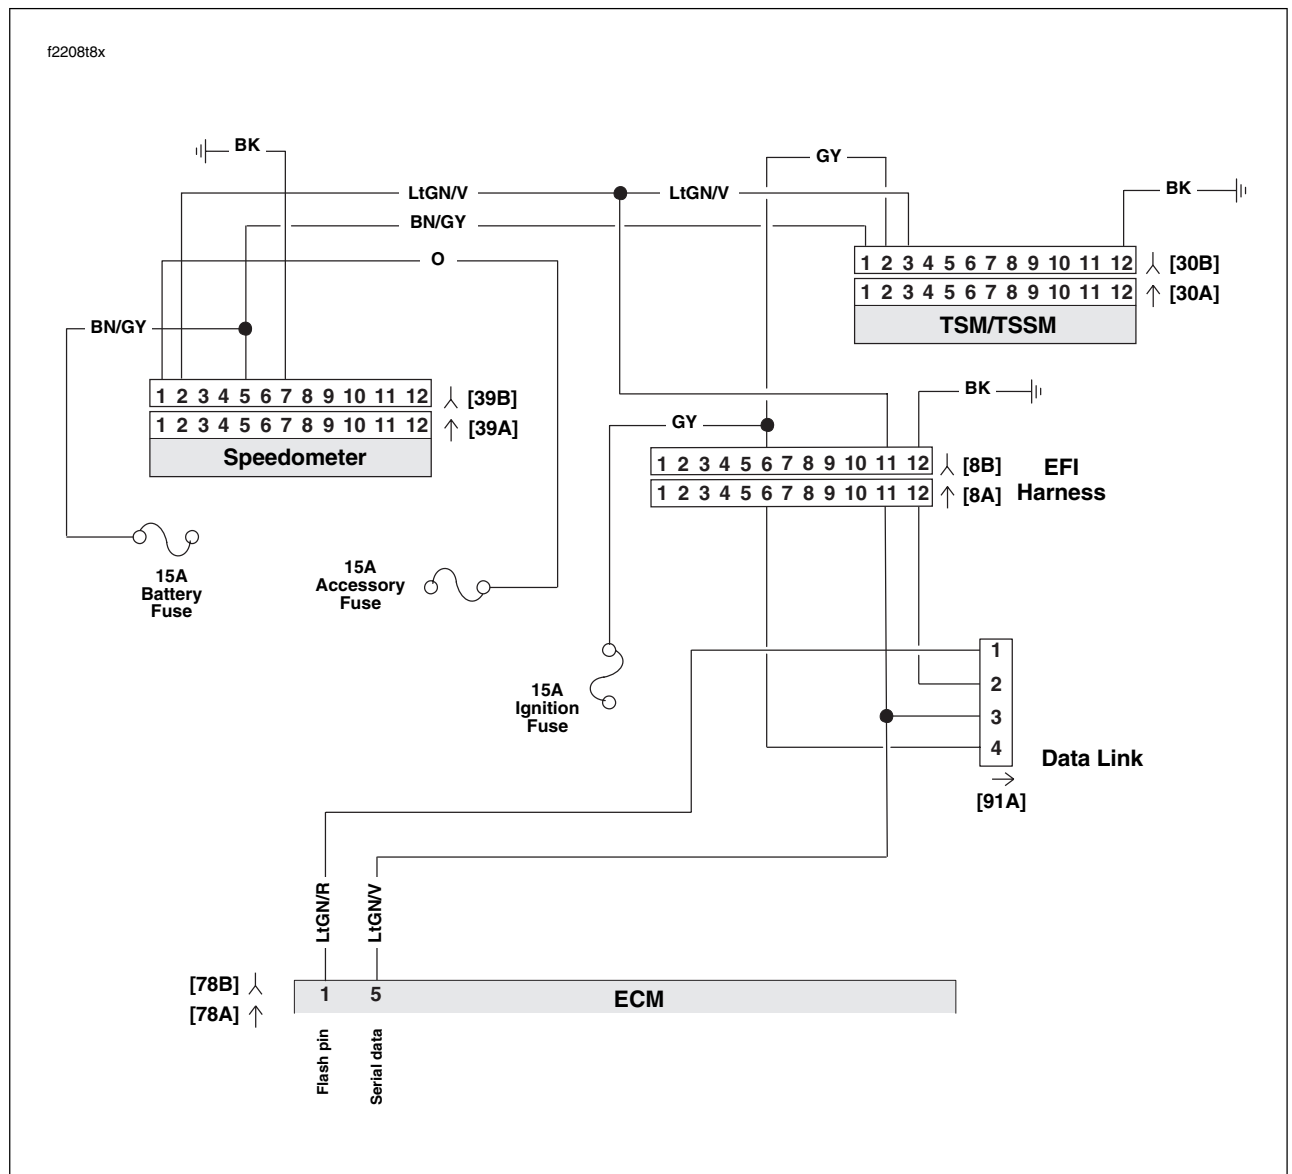 f2208t8x
BK
GY
LtGN/V
LtGN/V
BK
BN/GY
O
1 2 3 4 5 6 7 8 9 10 11 12 [30B]
1 2 3 4 5 6 7 8 9 10 11 12 [30A]
TSM/TSSM
BN/GY
1 2 3 4 5 6 7 8 9 10 11 12 [39B]
1 2 3 4 5 6 7 8 9 10 11 12 [39A]
Speedometer
BK
GY
1 2 3 4 5 6 7 8 9 10 11 12 [8B]
1 2 3 4 5 6 7 8 9 10 11 12 [8A]
EFI
Harness
15A
Battery
Fuse
15A
Accessory
Fuse
15A
Ignition
Fuse
1
2
3
4
Data Link
[91A]
LtGN/R
LtGN/V
[78B]
[78A]
1 5 ECM
Flash pin
Serial data